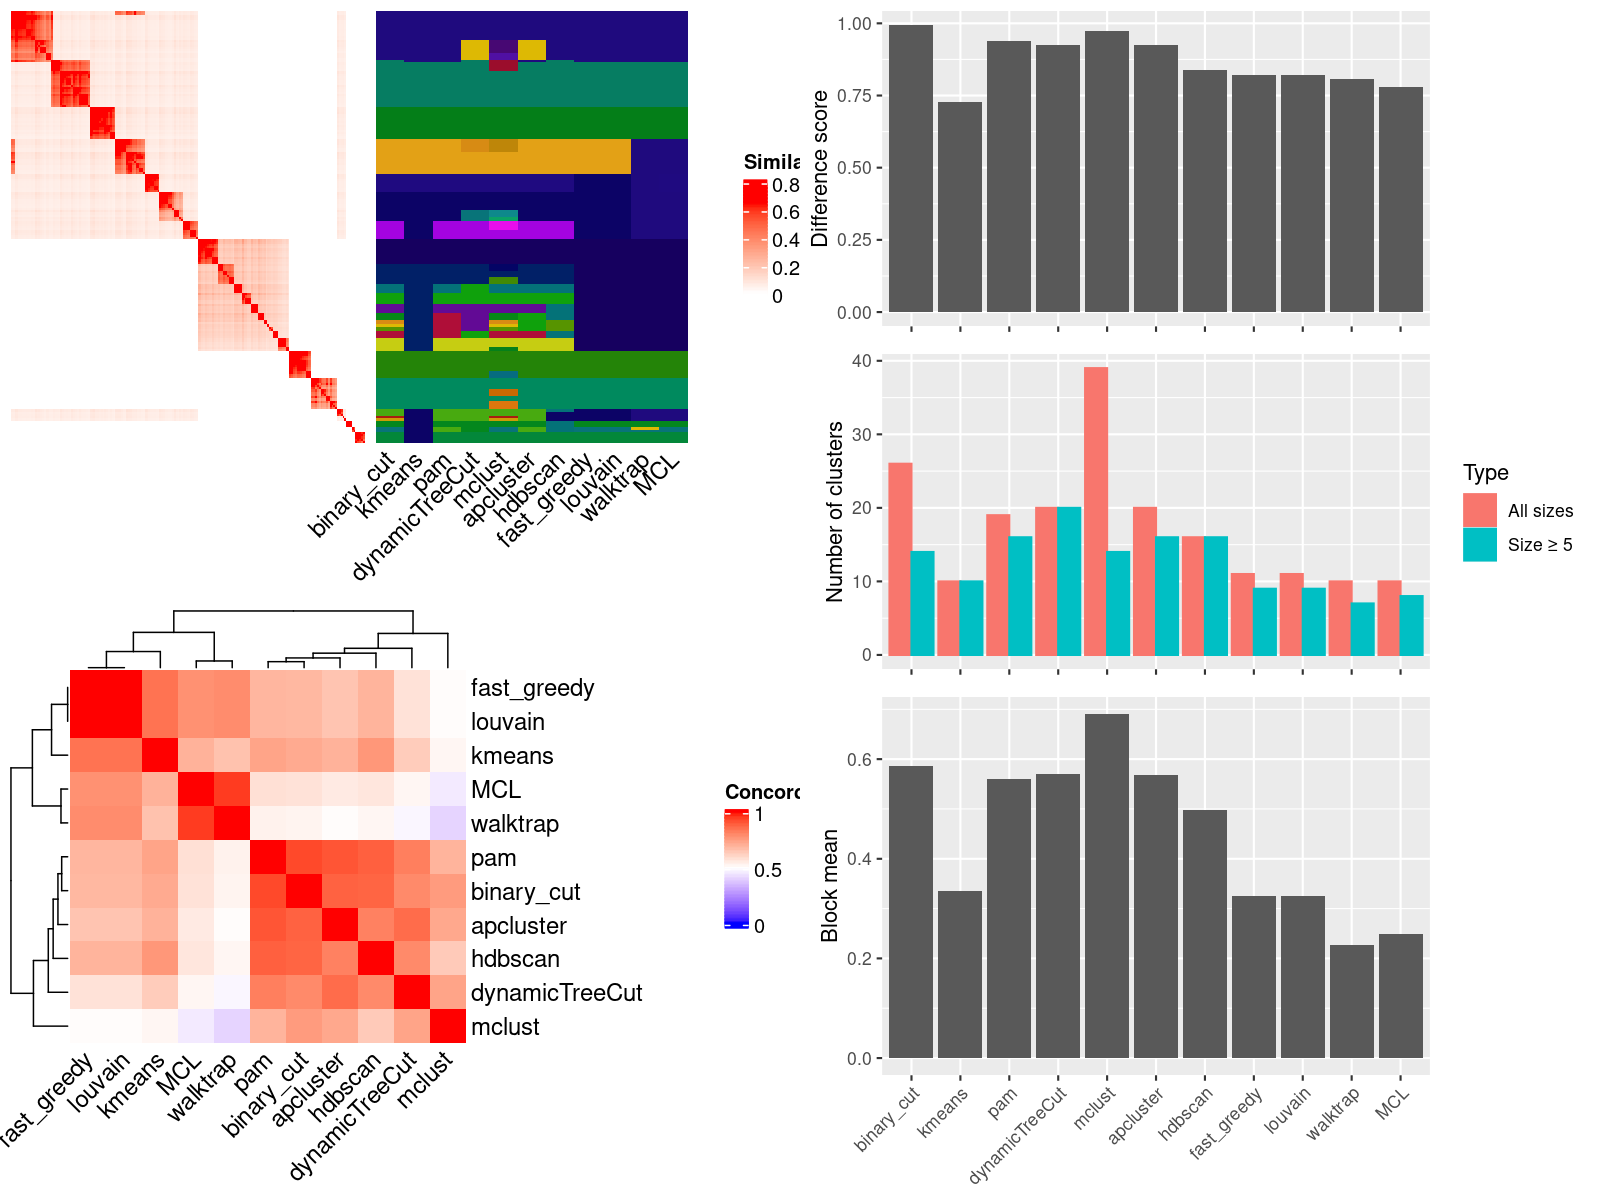 Simila
0.8
0.6
0.4
0.2
0
binary_cut
kmeans
pam
dynamicTreeCut
mclust
apcluster
hdbscan
fast_greedy
louvain
walktrap
MCL
Difference score
1.00
0.75
0.50
0.25
0.00
Number of clusters
40
30
20
10
0
Type
All sizes
Size ≥ 5
fast_greedy
louvain
kmeans
MCL
walktrap
pam
binary_cut
apcluster
hdbscan
dynamicTreeCut
mclust
fast_greedy
louvain
kmeans
MCL
walktrap
pam
binary_cut
apcluster
hdbscan
dynamicTreeCut
mclust
Concord
1
0.5
0
Block mean
0.6
0.4
0.2
0.0
binary_cut
kmeans
pam
dynamicTreeCut
mclust
apcluster
hdbscan
fast_greedy
louvain
walktrap
MCL